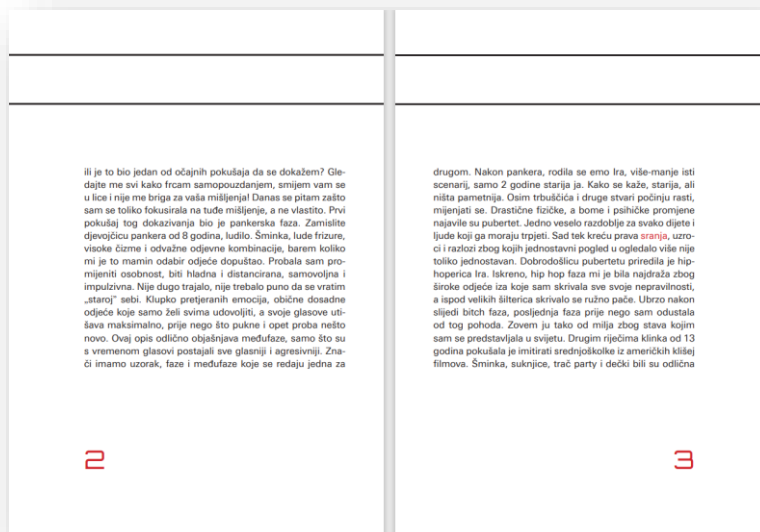 ili je to bio jedan od očajnih pokušaja da se dokažem? Gle-
dajte me svi kako frcam samopouzdanjem, smijem vam se
u lice i nije me briga za vaša mišljenja! Danas se pitam zašto
sam se toliko fokusirala na tuđe mišljenje, a ne vlastito. Prvi
pokušaj tog dokazivanja bio je pankerska faza. Zamislite
djevojčicu pankera od 8 godina, ludilo. Šminka, lude frizure,
visoke čizme i odvažne odjevne kombinacije, barem koliko
mi je to mamin odabir odjeće dopuštao. Probala sam pro-
mijeniti osobnost, biti hladna i distancirana, samovoljna i
impulzivna. Nije dugo trajalo, nije trebalo puno da se vratim
„staroj” sebi. Klupko pretjeranih emocija, obične dosadne
odjeće koje samo želi svima udovoljiti, a svoje glasove uti-
šava maksimalno, prije nego što pukne i opet proba nešto
novo. Ovaj opis odlično objašnjava međufaze, samo što su
s vremenom glasovi postajali sve glasniji i agresivniji. Zna-
či imamo uzorak, faze i međufaze koje se redaju jedna za
2
drugom. Nakon pankera, rodila se emo Ira, više-manje isti
scenarij, samo 2 godine starija ja. Kako se kaže, starija, ali
ništa pametnija. Osim trbuščića i druge stvari počinju rasti,
mijenjati se. Drastične fizičke, a bome i psihičke promjene
najavile su pubertet. Jedno veselo razdoblje za svako dijete i
ljude koji ga moraju trpjeti. Sad tek kreću prava sranja, uzro-
ci i razlozi zbog kojih jednostavni pogled u ogledalo više nije
toliko jednostavan. Dobrodošlicu pubertetu priredila je hip-
hoperica Ira. Iskreno, hip hop faza mi je bila najdraža zbog
široke odjeće iza koje sam skrivala sve svoje nepravilnosti,
a ispod velikih šilterica skrivalo se ružno pače. Ubrzo nakon
slijedi bitch faza, posljednja faza prije nego sam odustala
od tog pohoda. Zovem ju tako od milja zbog stava kojim
sam se predstavljala u svijetu. Drugim riječima klinka od 13
godina pokušala je imitirati srednjoškolke iz američkih klišej
filmova. Šminka, suknjice, trač party i dečki bili su odlična
3